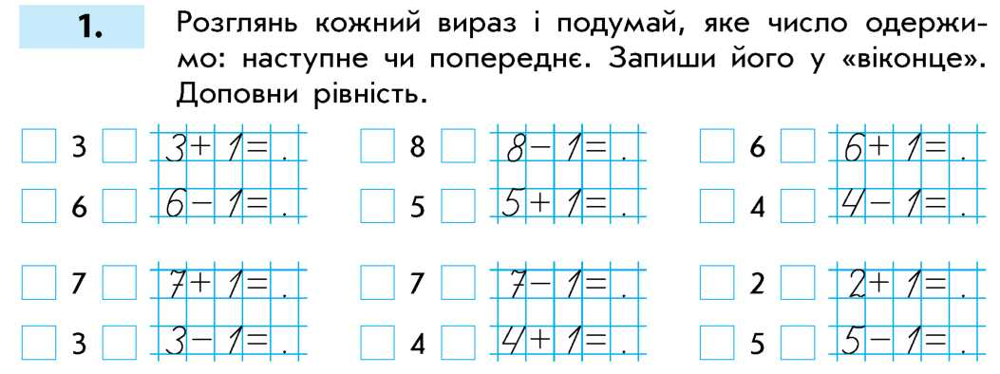 1. Розглянь кожний вираз і подумай, яке число одержи-
мо: наступне чи попереднє. Запиши його у «віконце».
Доповни рівність.
3 3+ 1= . 8 8− 1= . 6 6+ 1= .
6 6− 1= . 5 5+ 1= . 4 4− 1= .
7 7+ 1= . 7 7− 1= . 2 2+ 1= .
3 3− 1= . 4 4+ 1= . 5 5− 1= .